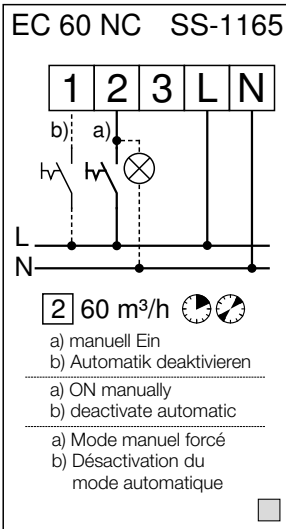 EC 60 NC SS-1165
1 2 3 L N
b) a)
L
N
2 60 m³/h
a) manuell Ein
b) Automatik deaktivieren
a) ON manually
b) deactivate automatic
a) Mode manuel forcé
b) Désactivation du
mode automatique